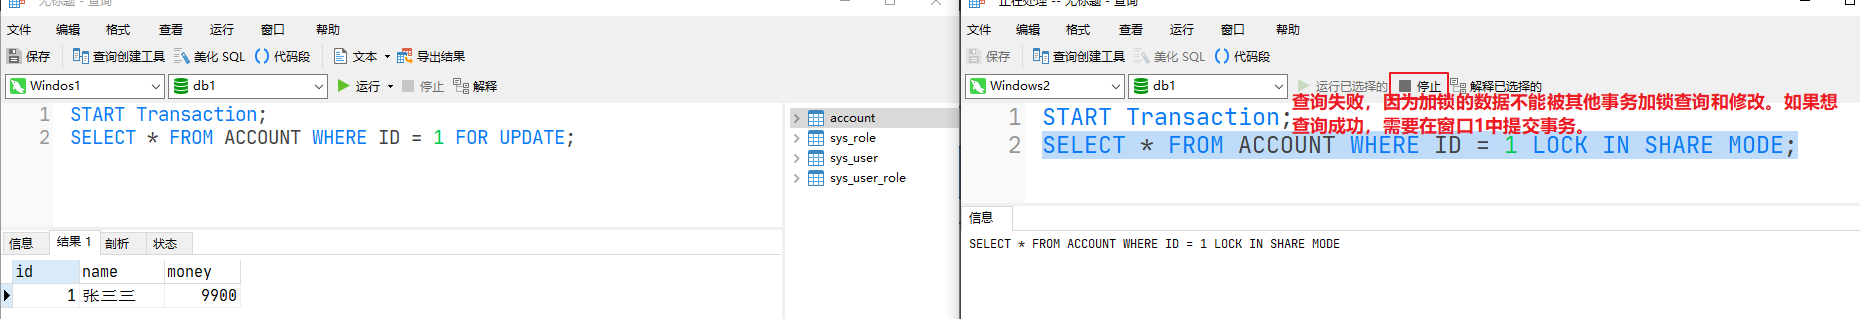 无标题 - 查询
文件 编辑 格式 查看 运行 窗口 帮助
保存 查询创建工具 美化 SQL () 代码段 文本 导出结果
Windos1 db1 运行 停止 解释
1 START Transaction;
2 SELECT * FROM ACCOUNT WHERE ID = 1 FOR UPDATE;
account
sys_role
sys_user
sys_user_role
信息 结果 1 剖析 状态
id name money
1 张三三 9900
正在处理 -- 无标题 - 查询
文件 编辑 格式 查看 运行 窗口 帮助
保存 查询创建工具 美化 SQL () 代码段
Windows2 db1 运行已选择的 停止 解释已选择的
查询失败，因为加锁的数据不能被其他事务加锁查询和修改。如果想
查询成功，需要在窗口1中提交事务。
1 START Transaction;
2 SELECT * FROM ACCOUNT WHERE ID = 1 LOCK IN SHARE MODE;
信息
SELECT * FROM ACCOUNT WHERE ID = 1 LOCK IN SHARE MODE